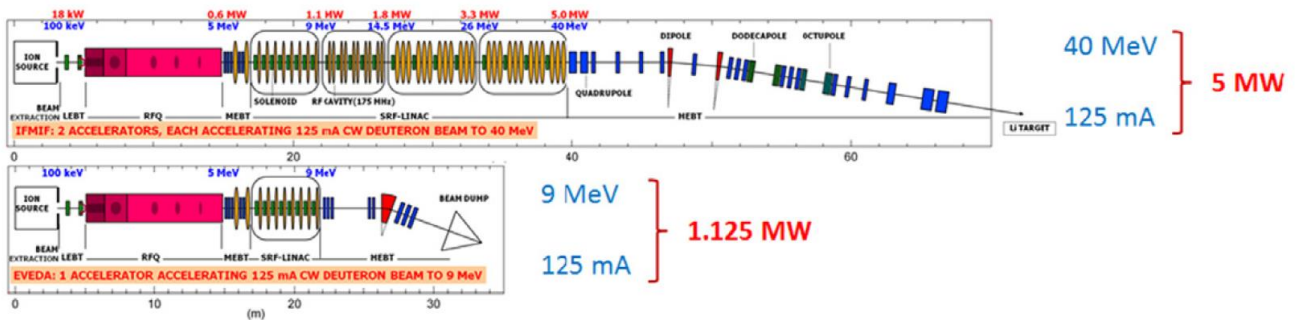 18 kW 0.6 MW 1.1 MW 1.8 MW 3.3 MW 5.0 MW
100 keV 5 MeV 9 MeV 14.5 MeV 26 MeV 40 MeV
DIPOLE DODECAPOLE OCTUPOLE
ION
SOURCE
SOLENOID RF CAVITY(175 MHz) QUADRUPOLE
BEAM
EXTRACTION LEBT RFQ MEBT SRF-LINAC HEBT
Li TARGET
IFMIF: 2 ACCELERATORS, EACH ACCELERATING 125 mA CW DEUTERON BEAM TO 40 MeV
0 20 40 60
40 MeV
125 mA
5 MW
100 keV 5 MeV 9 MeV
ION
SOURCE
BEAM DUMP
BEAM
EXTRACTION LEBT RFQ MEBT SRF-LINAC HEBT
EVEDA: 1 ACCELERATOR ACCELERATING 125 mA CW DEUTERON BEAM TO 9 MeV
0 10 20 30
(m)
9 MeV
125 mA
1.125 MW